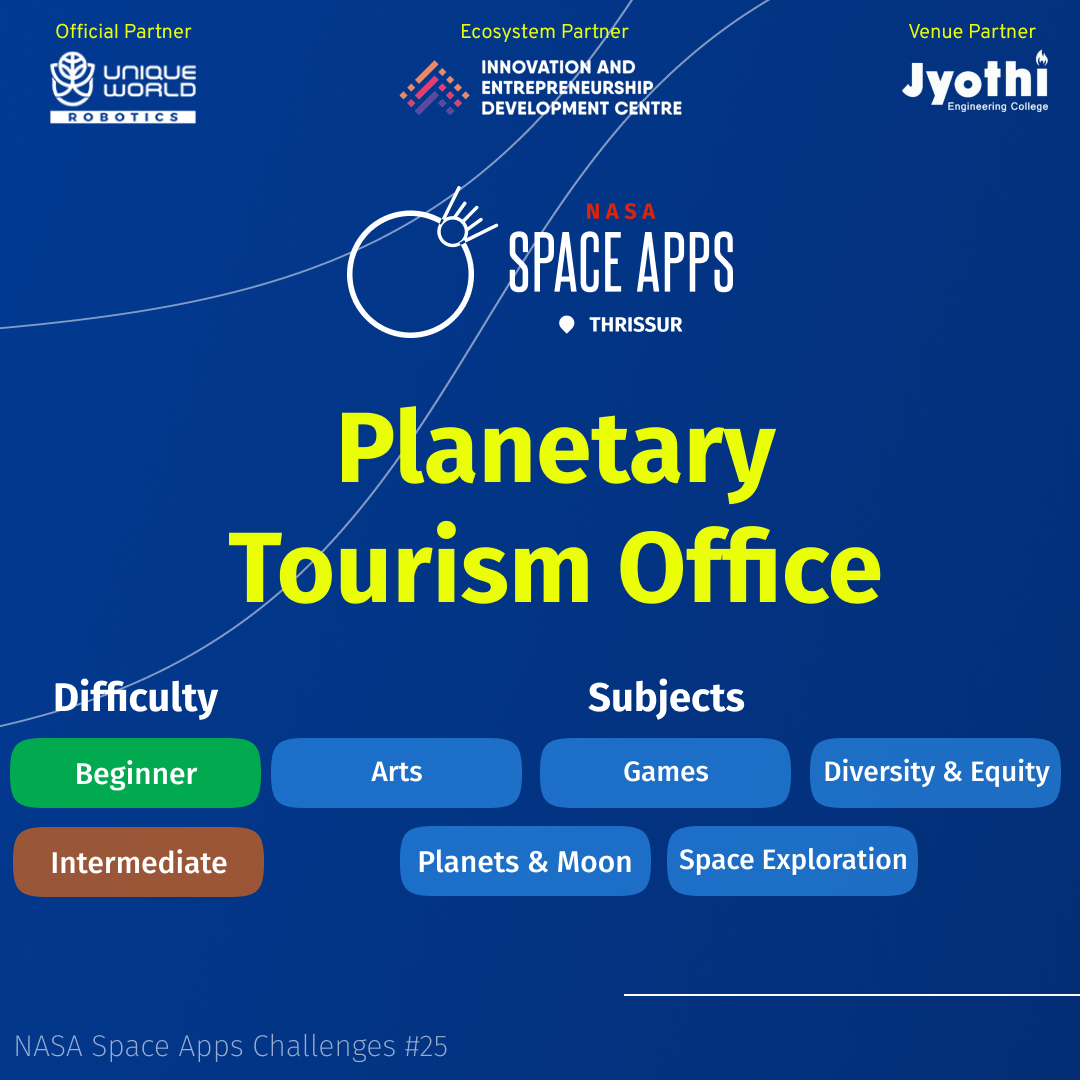 Official Partner
UNIQUE
WORLD
ROBOTICS
Ecosystem Partner
INNOVATION AND
ENTREPRENEURSHIP
DEVELOPMENT CENTRE
Venue Partner
Jyothi
Engineering College
NASA
SPACE APPS
THRISSUR
Planetary
Tourism Office
Difficulty
Beginner
Intermediate
Subjects
Arts
Games
Diversity & Equity
Planets & Moon
Space Exploration
NASA Space Apps Challenges #25